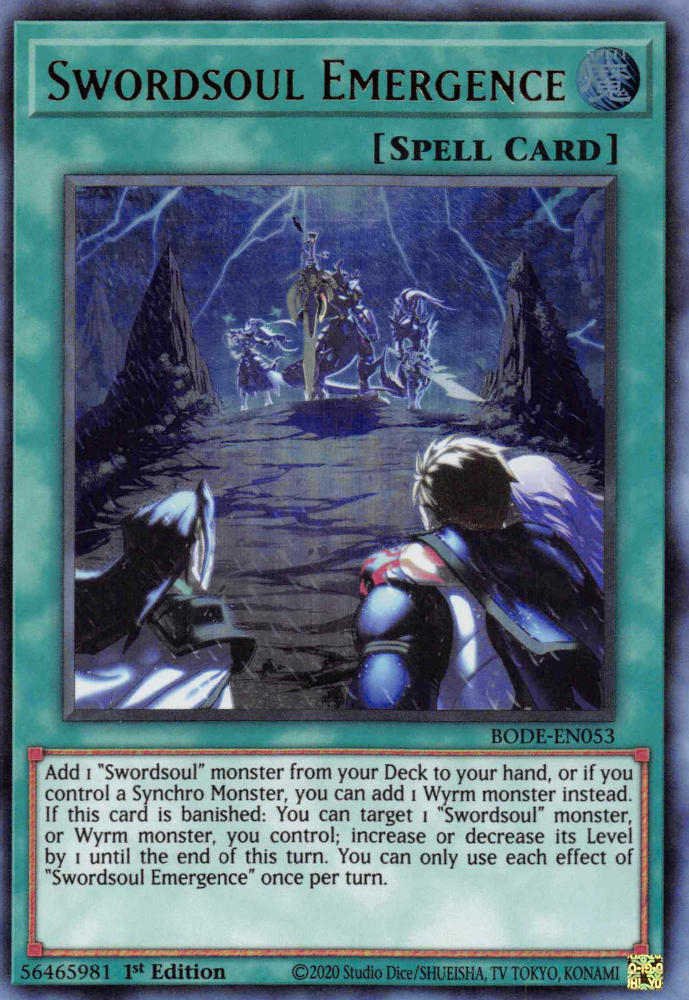 SWORDSOUL EMERGENCE 魔
[SPELL CARD]
BODE-EN053
Add 1 "Swordsoul" monster from your Deck to your hand, or if you
control a Synchro Monster, you can add 1 Wyrm monster instead.
If this card is banished: You can target 1 "Swordsoul" monster,
or Wyrm monster, you control; increase or decrease its Level
by 1 until the end of this turn. You can only use each effect of
"Swordsoul Emergence" once per turn.
56465981 1st Edition ©2020 Studio Dice/SHUEISHA, TV TOKYO, KONAMI